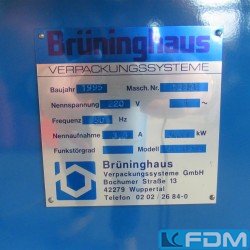 Brüninghaus
VERPACKUNGSSYSTEME
Baujahr 1995 Masch. Nr.
Nennspannung 220 V
Frequenz Hz
Nennaufnahme kW
Funkstörgrad Modell
Brüninghaus
Verpackungssysteme GmbH
Bochumer Straße 13
42279 Wuppertal
Telefon 02 02 / 26 84-0
FDM